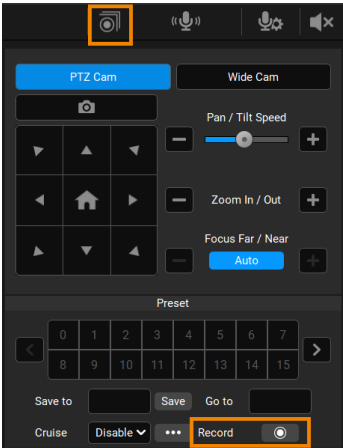 PTZ Cam Wide Cam
Pan / Tilt Speed
Zoom In / Out
Focus Far / Near
Auto
Preset
0 1 2 3 4 5 6 7
8 9 10 11 12 13 14 15
Save to Save Go to
Cruise Disable Record